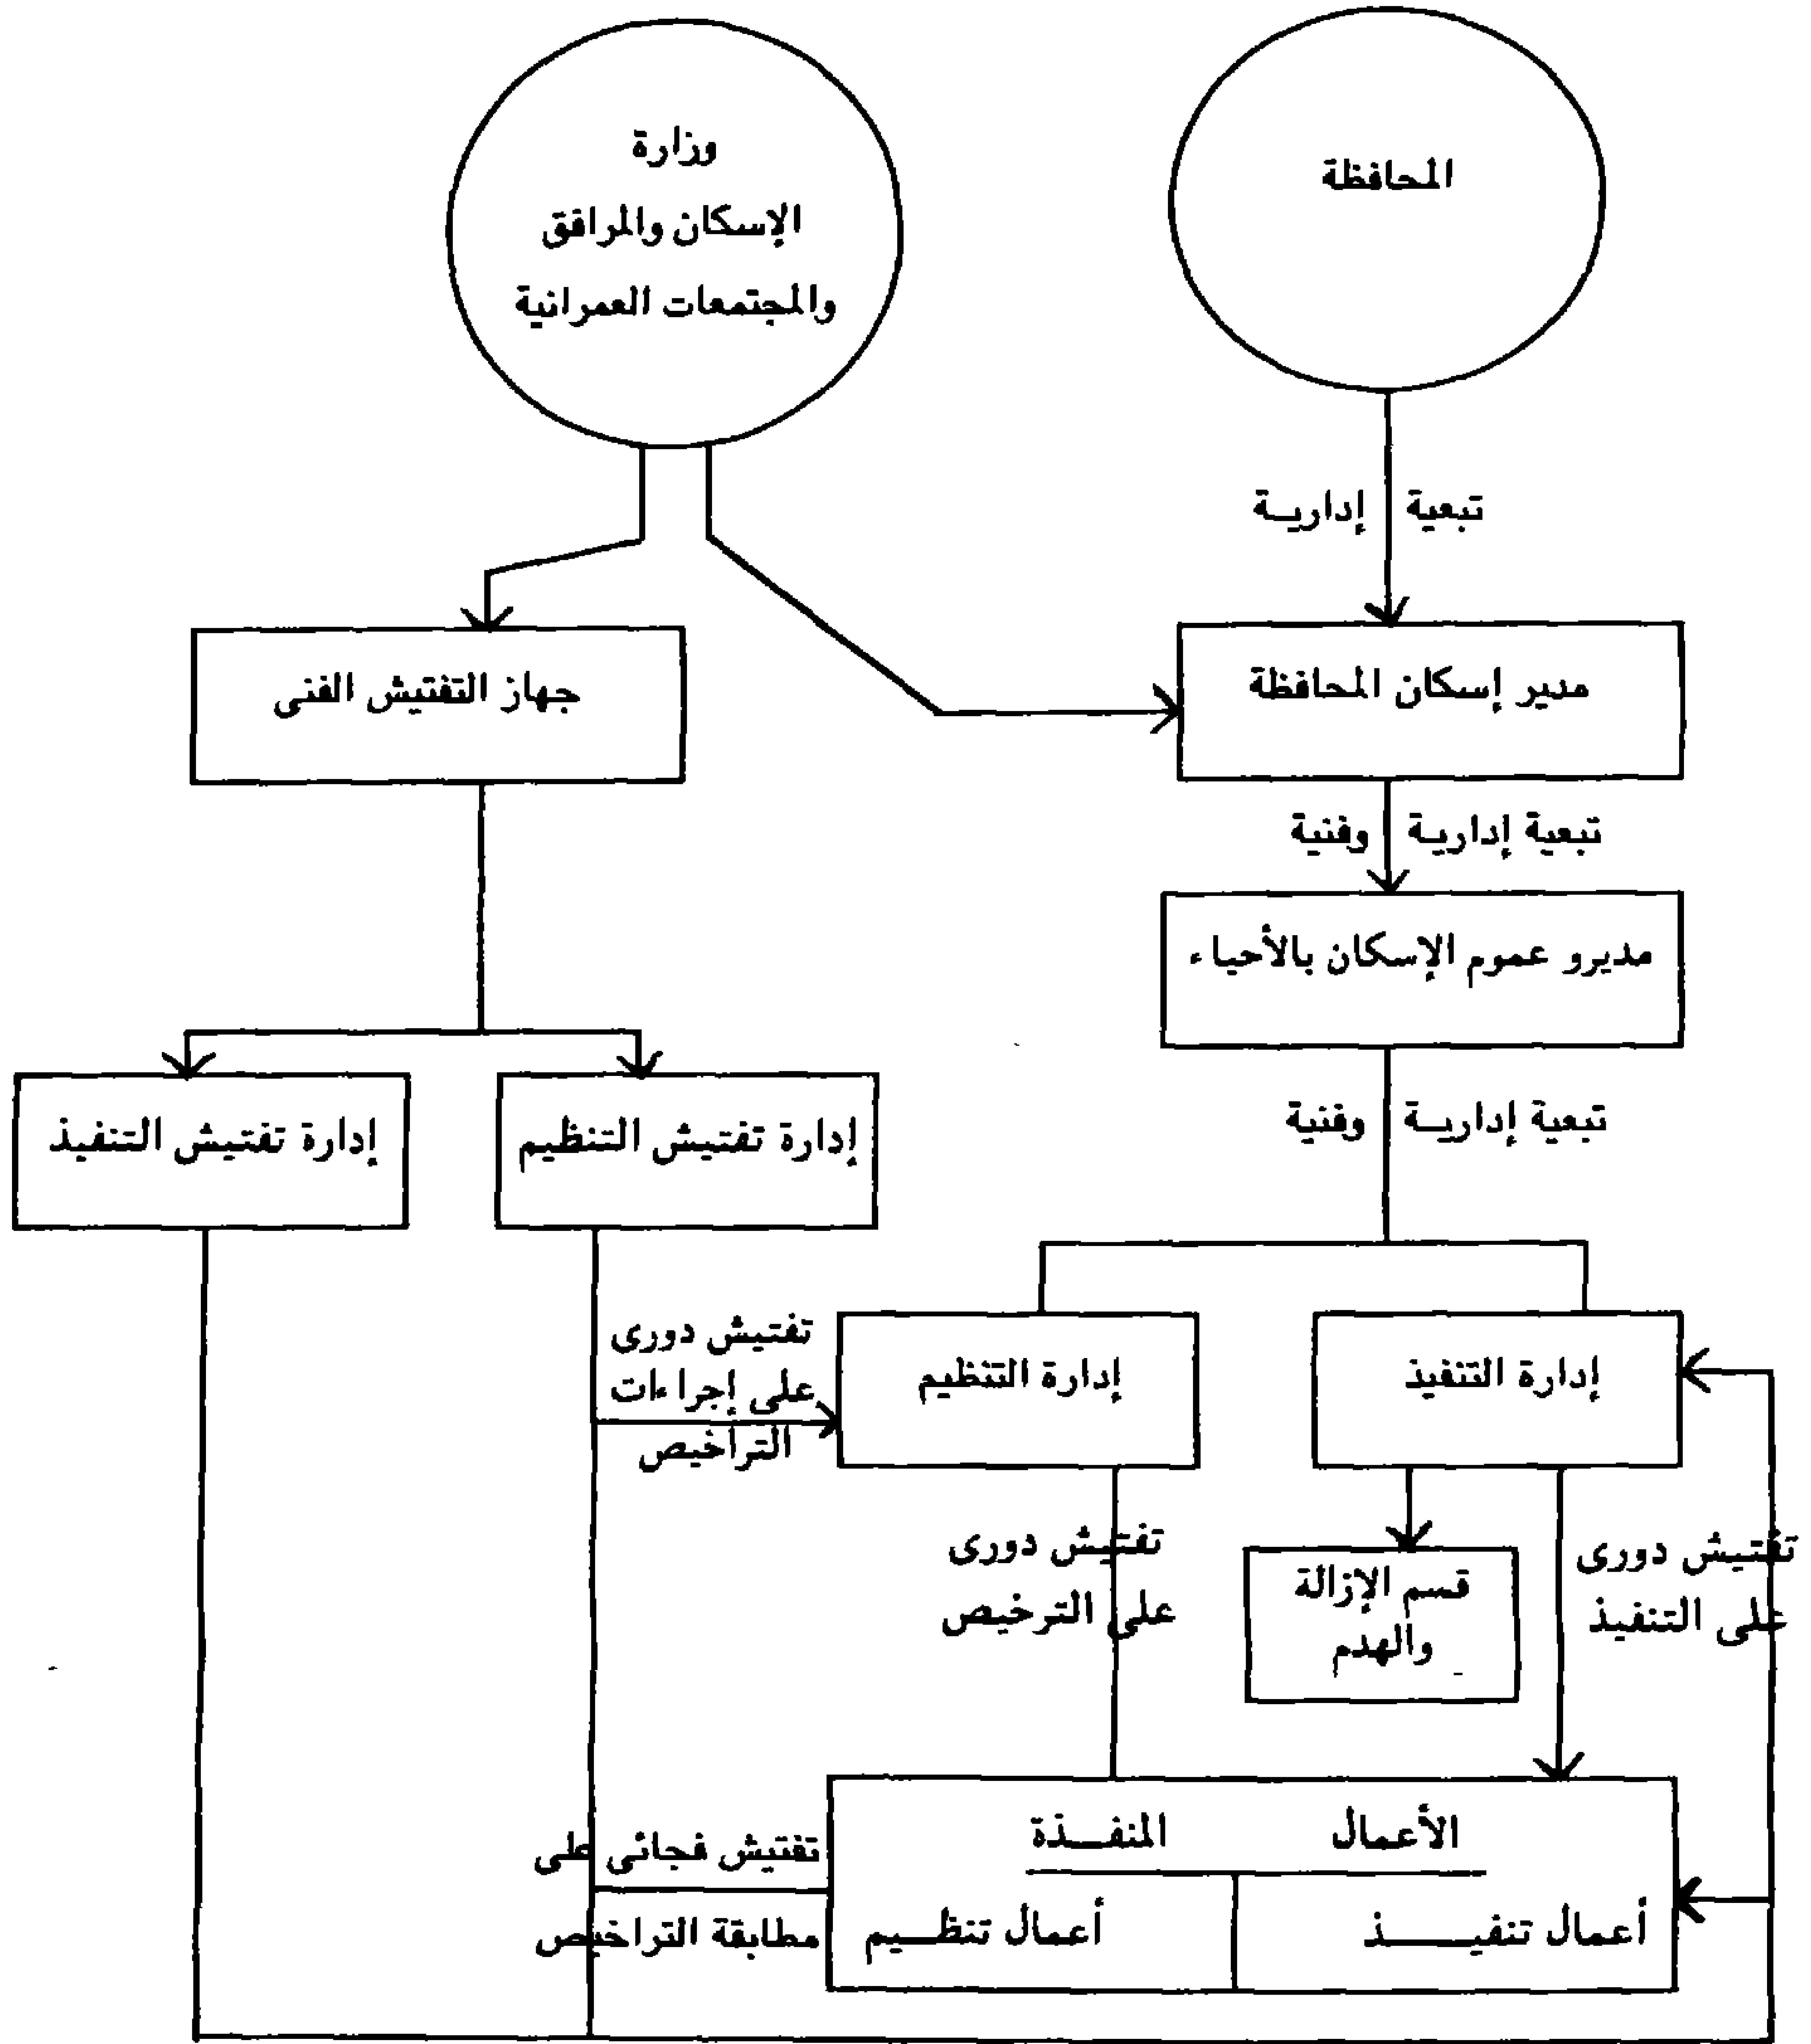 المحافظة
وزارة
الإسكان والمرافق
والمجتمعات العمرانية
تبعية إداريـة
مدير إسكان المحافظة
جهاز التفتيش الفنى
تبعية إداريـة وفنية
مديرو عموم الإسكان بالأحياء
إدارة تفتيش التنظيم
إدارة تفتيش التنفيذ
تبعية إداريـة وفنية
إدارة التنفيذ
إدارة التنظيم
تفتيش دورى
على إجراءات
التراخيص
تفتيش دورى
على التنفيذ
قسم الإزالة
والهدم
تفتيش دورى
على الترخيص
الأعمال المنفـــذة
أعمال تنفيـــــــذ
أعمال تنظـــيم
تفتيش فجائى على
مطابقة التراخيص